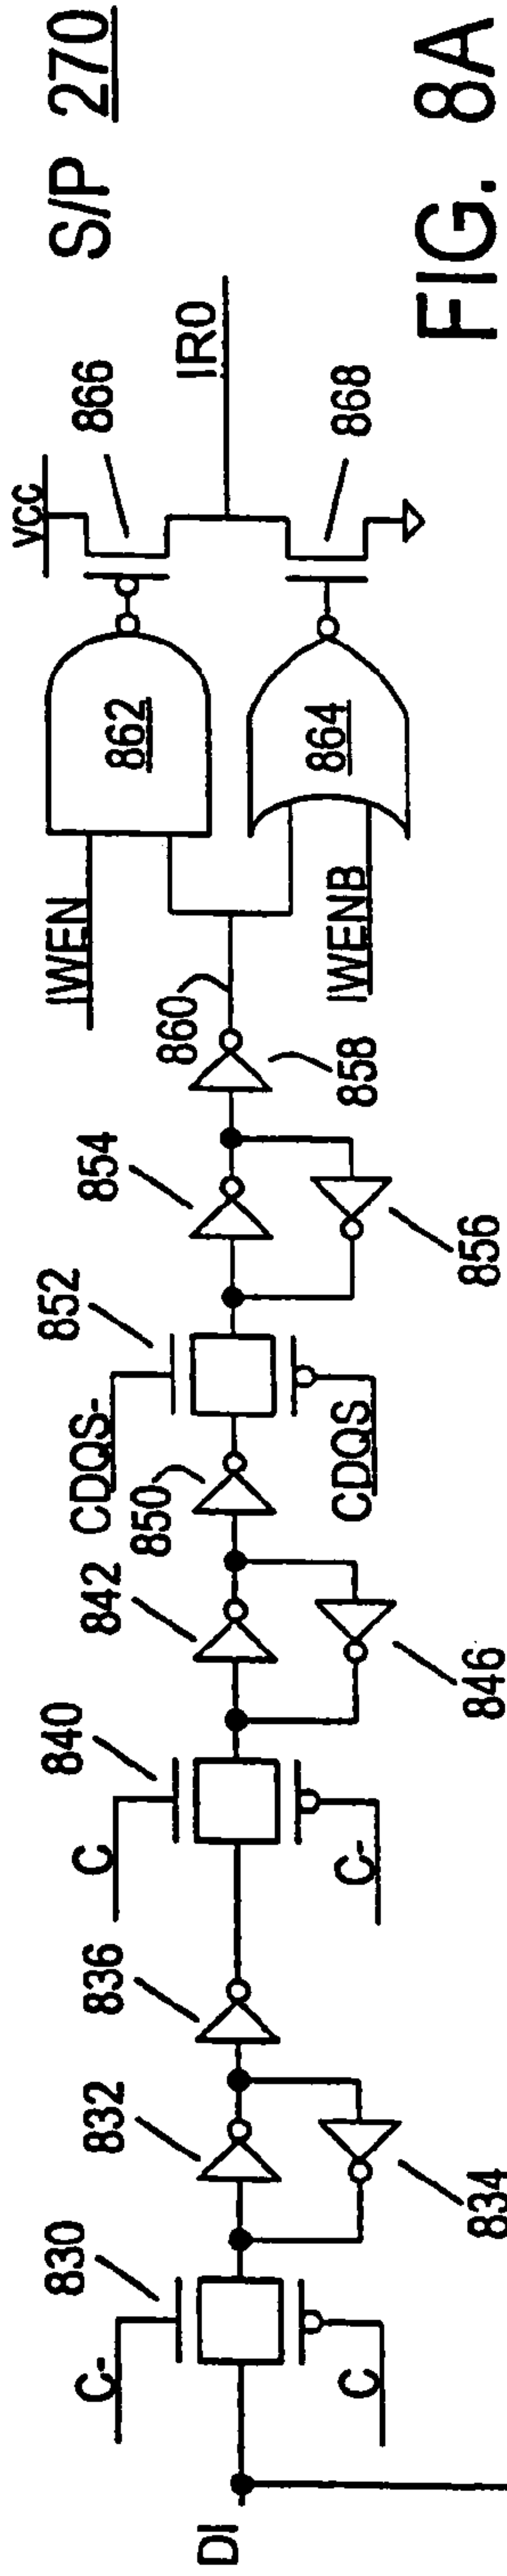 DI
C-
C
830
832
834
836
C
C-
840
842
846
850
CDQS-
CDQS
852
854
856
858
860
IWEN
IWENB
862
864
VCC
866
868
IR0
S/P 270
FIG. 8A